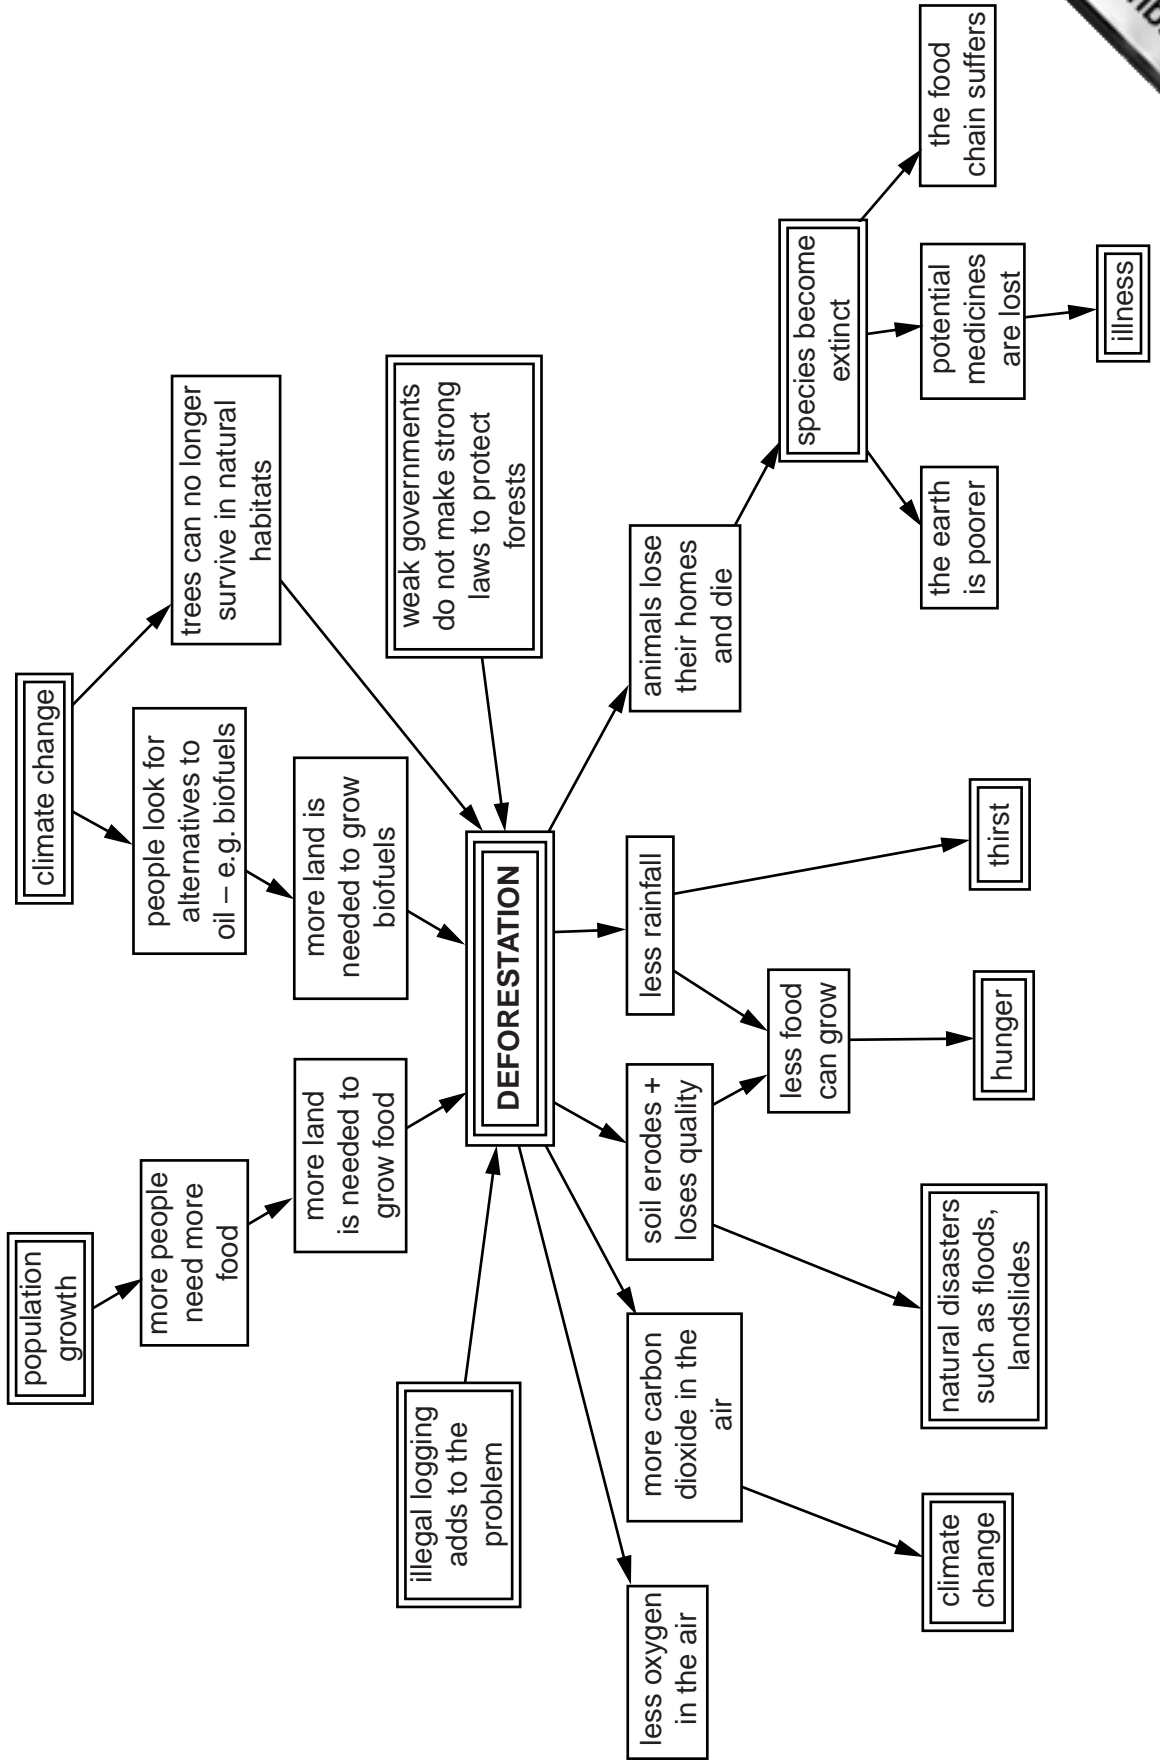 population
growth
more people
need more
food
more land
is needed to
grow food
climate change
people look for
alternatives to
oil – e.g. biofuels
more land is
needed to grow
biofuels
trees can no longer
survive in natural
habitats
illegal logging
adds to the
problem
weak governments
do not make strong
laws to protect
forests
DEFORESTATION
less oxygen
in the air
more carbon
dioxide in the
air
soil erodes +
loses quality
less rainfall
animals lose
their homes
and die
less food
can grow
species become
extinct
climate
change
natural disasters
such as floods,
landslides
hunger
thirst
the earth
is poorer
potential
medicines
are lost
the food
chain suffers
illness